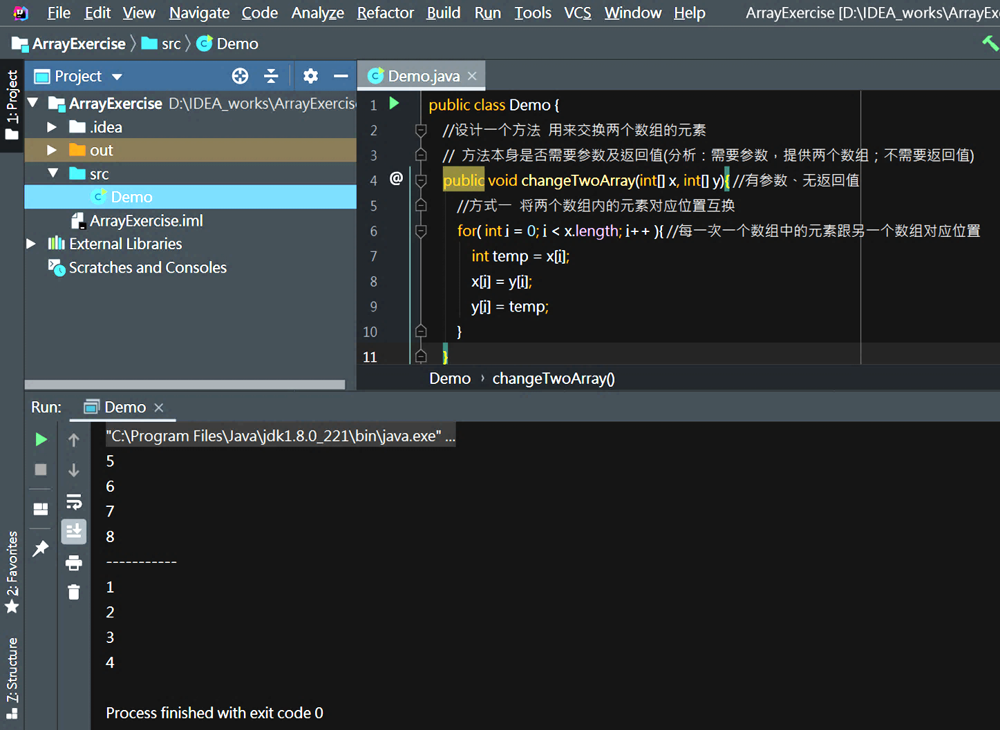 File Edit View Navigate Code Analyze Refactor Build Run Tools VCS Window Help ArrayExercise [D:\IDEA_works\ArrayEx
ArrayExercise src Demo
1: Project
Project
ArrayExercise D:\IDEA_works\ArrayExercis
.idea
out
src
Demo
ArrayExercise.iml
External Libraries
Scratches and Consoles
Demo.java
1 public class Demo {
2 //设计一个方法 用来交换两个数组的元素
3 // 方法本身是否需要参数及返回值(分析：需要参数，提供两个数组；不需要返回值)
4 @ public void changeTwoArray(int[] x, int[] y){ //有参数、无返回值
5 //方式一 将两个数组内的元素对应位置互换
6 for( int i = 0; i < x.length; i++ ){ //每一次一个数组中的元素跟另一个数组对应位置
7 int temp = x[i];
8 x[i] = y[i];
9 y[i] = temp;
10 }
11 }
Demo › changeTwoArray()
Run: Demo
"C:\Program Files\Java\jdk1.8.0_221\bin\java.exe" ...
5
6
7
8
-----------
1
2
3
4
Process finished with exit code 0
2: Favorites
Z: Structure